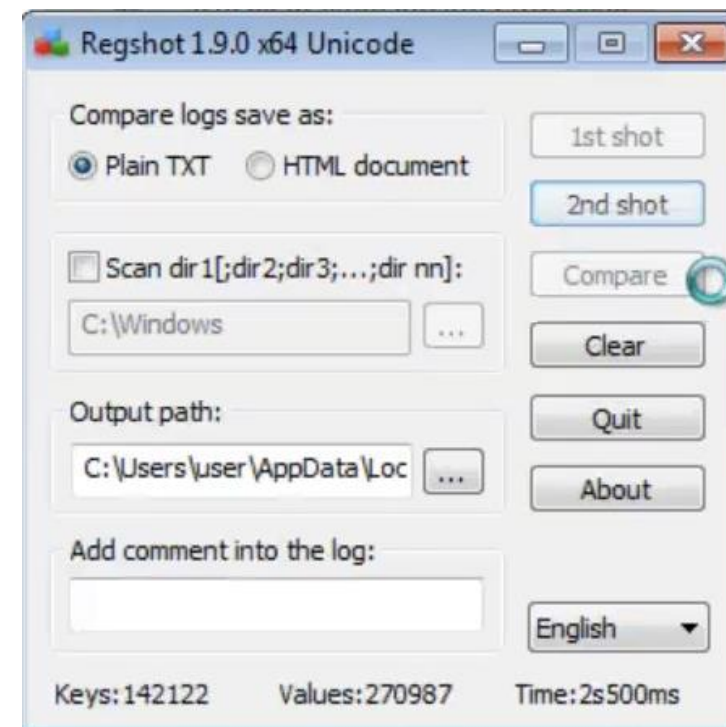 Regshot 1.9.0 x64 Unicode
Compare logs save as:
Plain TXT
HTML document
1st shot
2nd shot
Scan dir1[;dir2;dir3;...;dir nn]:
Compare
C:\Windows
...
Clear
Output path:
Quit
C:\Users\user\AppData\Loc
...
About
Add comment into the log:
English
Keys:142122 Values:270987 Time:2s500ms